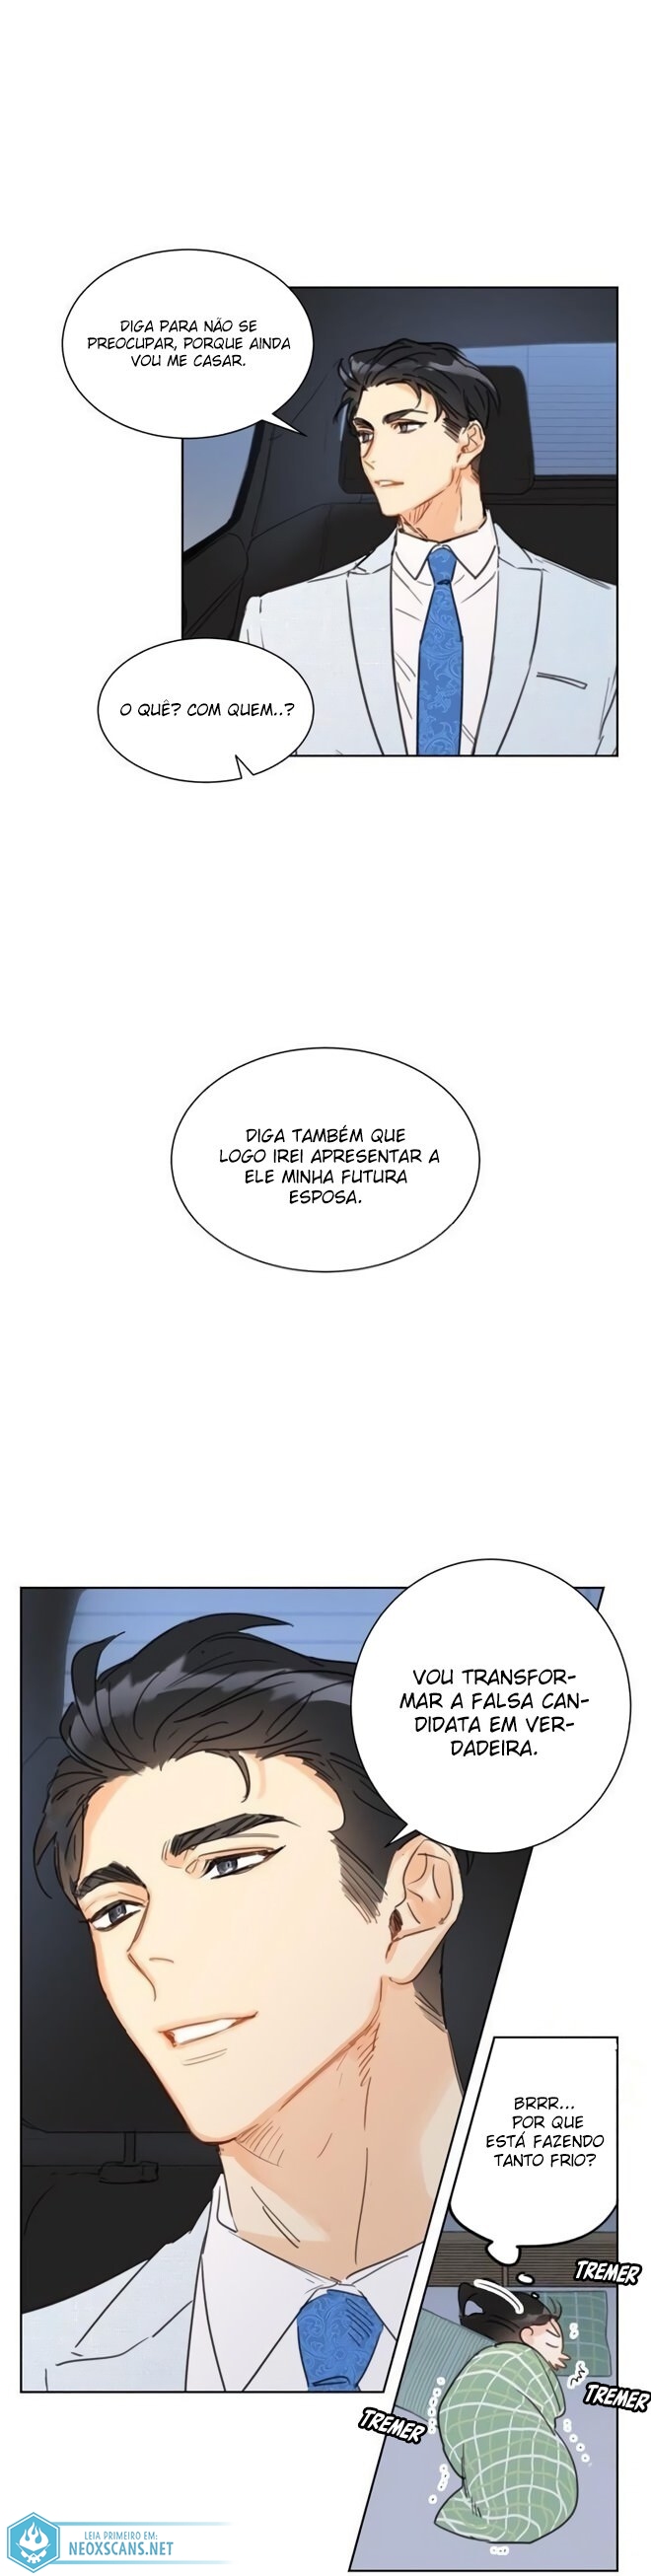 DIGA PARA NÃO SE
PREOCUPAR, PORQUE AINDA
VOU ME CASAR.
O QUÊ? COM QUEM..?
DIGA TAMBÉM QUE
LOGO IREI APRESENTAR A
ELE MINHA FUTURA
ESPOSA.
VOU TRANSFOR-
MAR A FALSA CAN-
DIDATA EM VER-
DADEIRA.
BRRR...
POR QUE
ESTÁ FAZENDO
TANTO FRIO?
TREMER
TREMER
TREMER
LEIA PRIMEIRO EM:
NEOXSCANS.NET